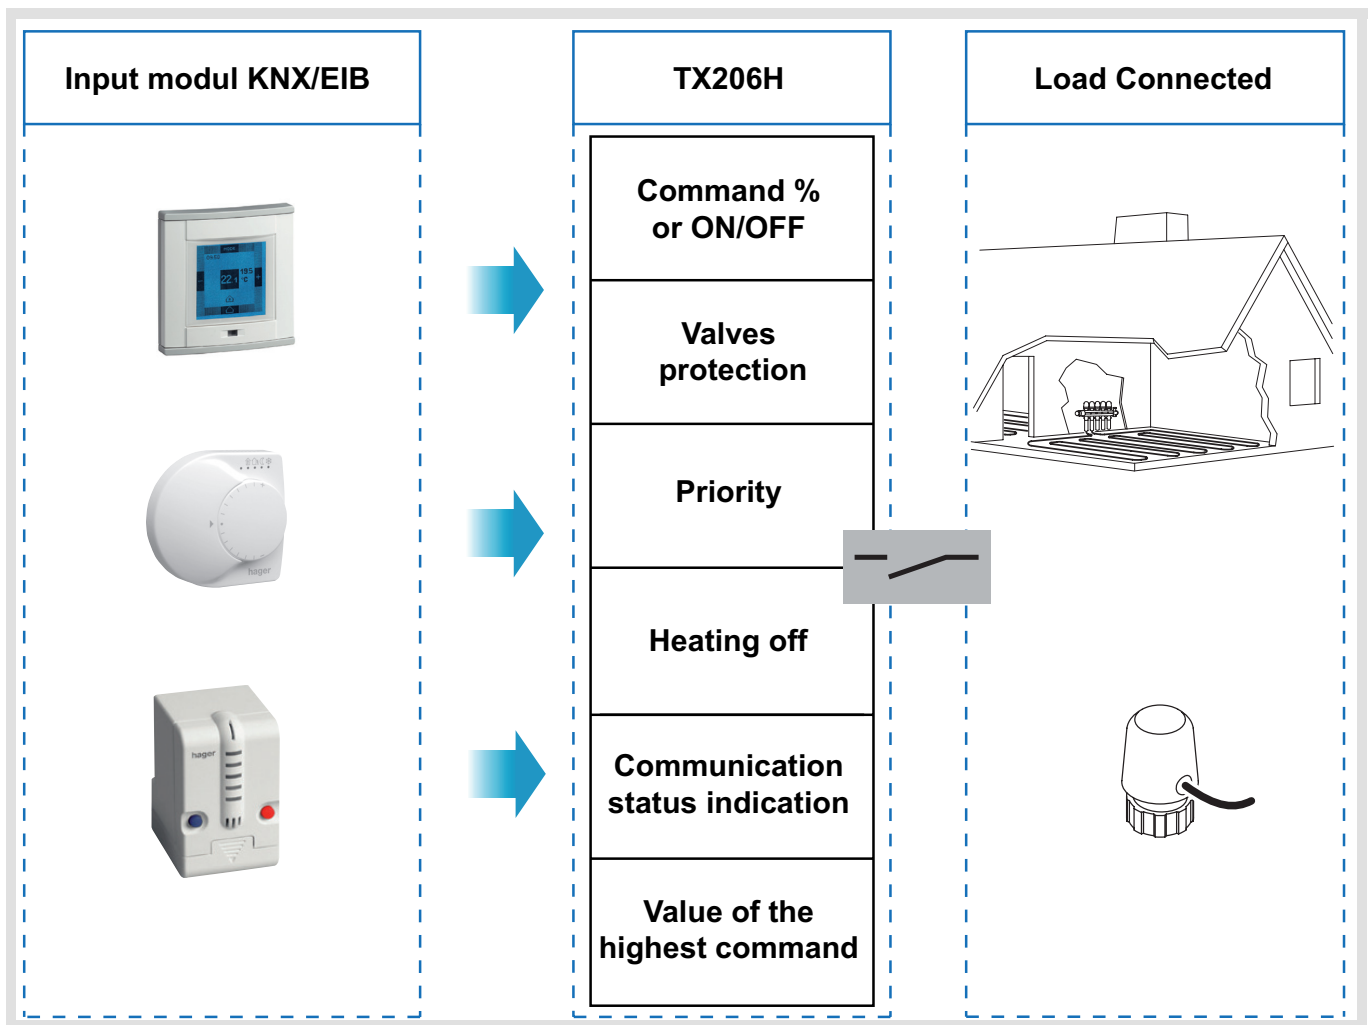 Input modul KNX/EIB
TX206H
Load Connected
Command %
or ON/OFF
Valves
protection
Priority
Heating off
Communication
status indication
Value of the
highest command
hager
hager